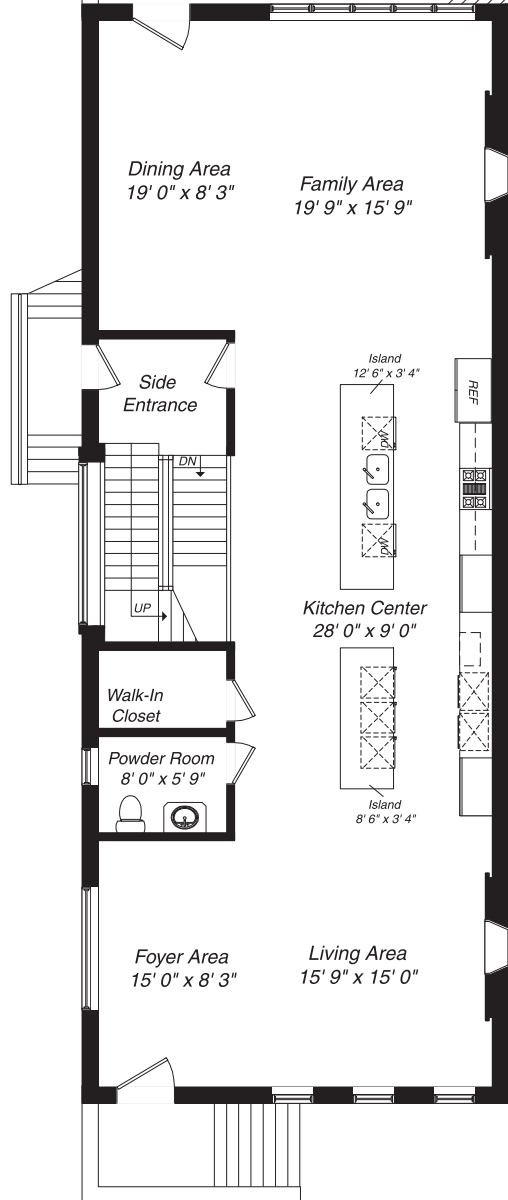 Dining Area
19' 0" x 8' 3"
Family Area
19' 9" x 15' 9"
Side
Entrance
Island
12' 6" x 3' 4"
REF
DW
DN
DW
UP
Kitchen Center
28' 0" x 9' 0"
Walk-In
Closet
Powder Room
8' 0" x 5' 9"
Island
8' 6" x 3' 4"
Foyer Area
15' 0" x 8' 3"
Living Area
15' 9" x 15' 0"